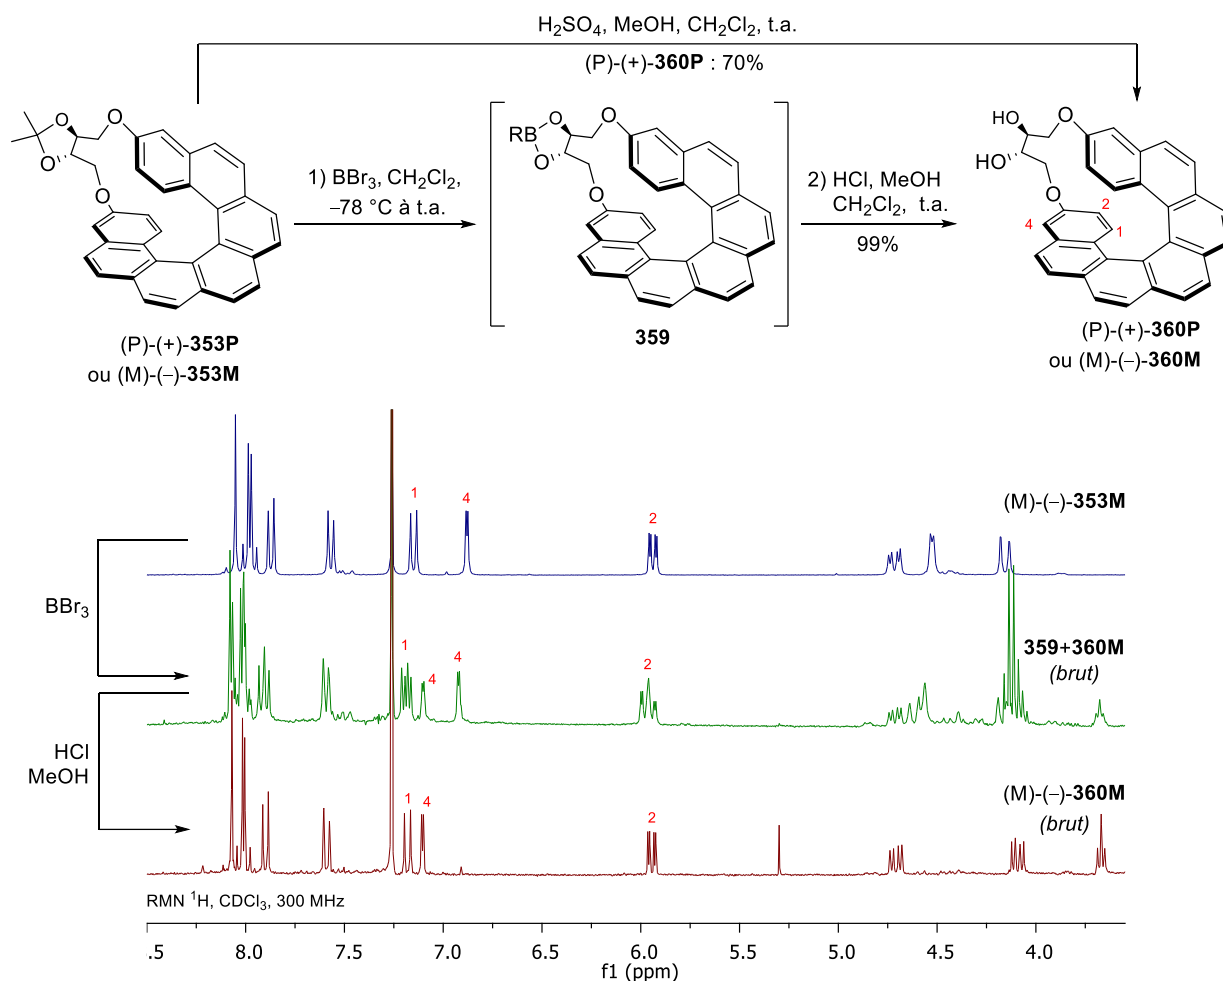 H2SO4, MeOH, CH2Cl2, t.a.
(P)-(+)-360P : 70%
O
O
O
O
1) BBr3, CH2Cl2,
–78 °C à t.a.
(P)-(+)-353P
ou (M)-(–)-353M
RB
O
O
O
O
359
2) HCl, MeOH
CH2Cl2, t.a.
99%
HO
HO
O
O
2
4
1
(P)-(+)-360P
ou (M)-(–)-360M
1
4
2
(M)-(–)-353M
BBr3
1
4
4
2
359+360M
(brut)
HCl
MeOH
1
4
2
(M)-(–)-360M
(brut)
RMN 1H, CDCl3, 300 MHz
.5 8.0 7.5 7.0 6.5 6.0 5.5 5.0 4.5 4.0
f1 (ppm)